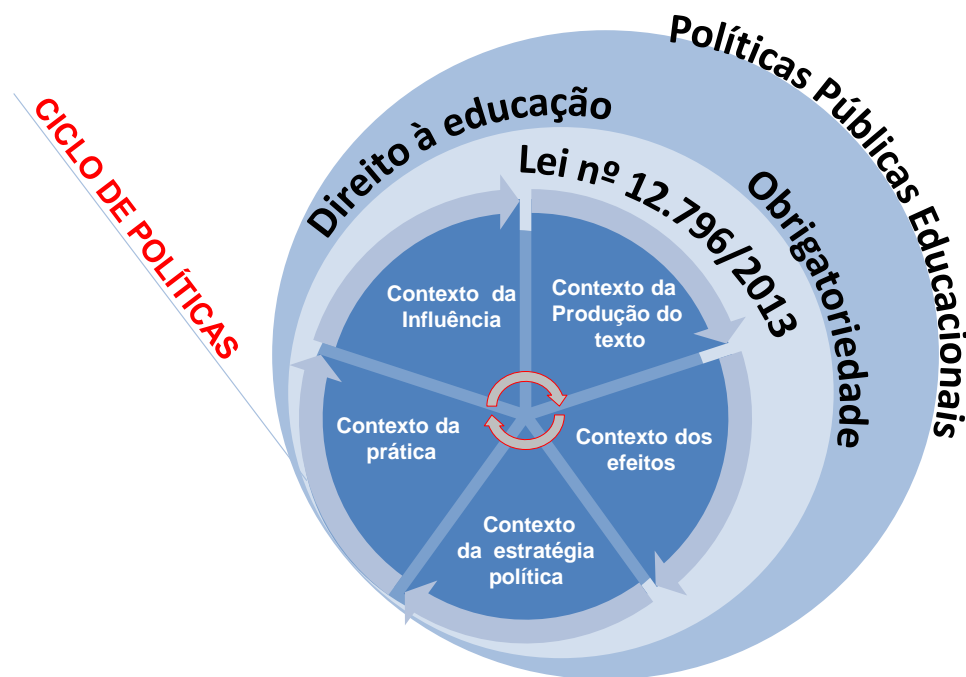 Políticas Públicas Educacionais
CICLO DE POLÍTICAS
Direito à educação
Obrigatoriedade
Lei nº 12.796/2013
Contexto da
Influência
Contexto da
Produção do
texto
Contexto dos
efeitos
Contexto
da estratégia
política
Contexto da
prática